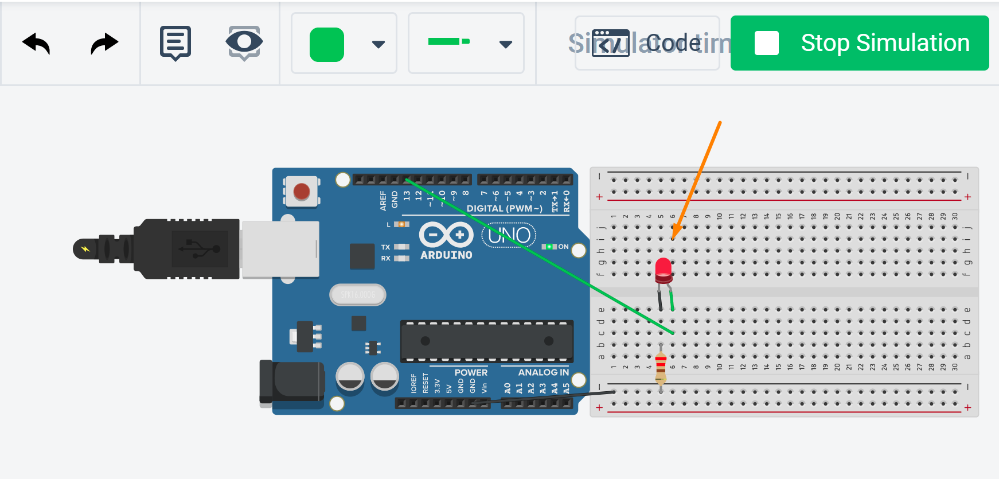 Simulator tim
Code
Stop Simulation
AREF
GND
13
12
~11
~10
~9
8
7
~6
~5
4
~3
2
TX→1
RX←0
DIGITAL (PWM~)
L
TX
RX
ARDUINO
UNO
ON
SPK16.000G
IOREF
RESET
3.3V
5V
GND
GND
Vin
POWER
ANALOG IN
A0
A1
A2
A3
A4
A5
1 2 3 4 5 6 7 8 9 10 11 12 13 14 15 16 17 18 19 20 21 22 23 24 25 26 27 28 29 30
j j
i i
h h
g g
f f
e e
d d
c c
b b
a a
1 2 3 4 5 6 7 8 9 10 11 12 13 14 15 16 17 18 19 20 21 22 23 24 25 26 27 28 29 30